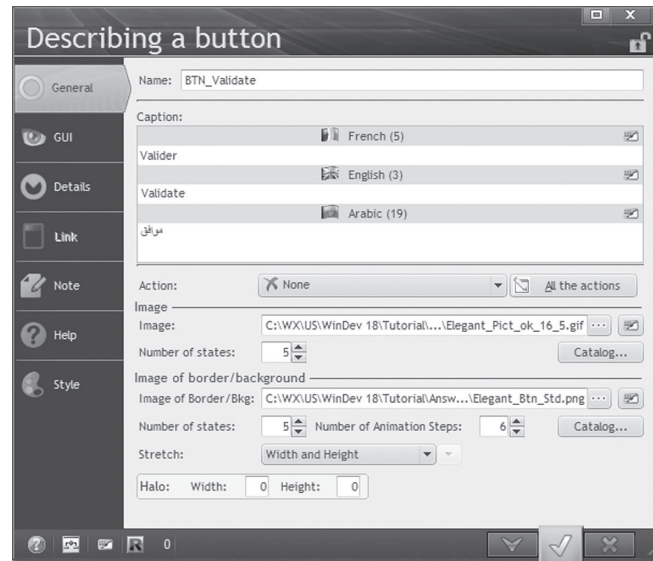 Describing a button
General
GUI
Details
Link
Note
Help
Style
Name: BTN_Validate
Caption:
French (5)
Valider
English (3)
Validate
Arabic (19)
موافق
Action: None All the actions
Image
Image: C:\WX\US\WinDev 18\Tutorial\...\Elegant_Pict_ok_16_5.gif ...
Number of states: 5 Catalog...
Image of border/background
Image of Border/Bkg: C:\WX\US\WinDev 18\Tutorial\Answ...\Elegant_Btn_Std.png ...
Number of states: 5 Number of Animation Steps: 6 Catalog...
Stretch: Width and Height
Halo: Width: 0 Height: 0
? R 0